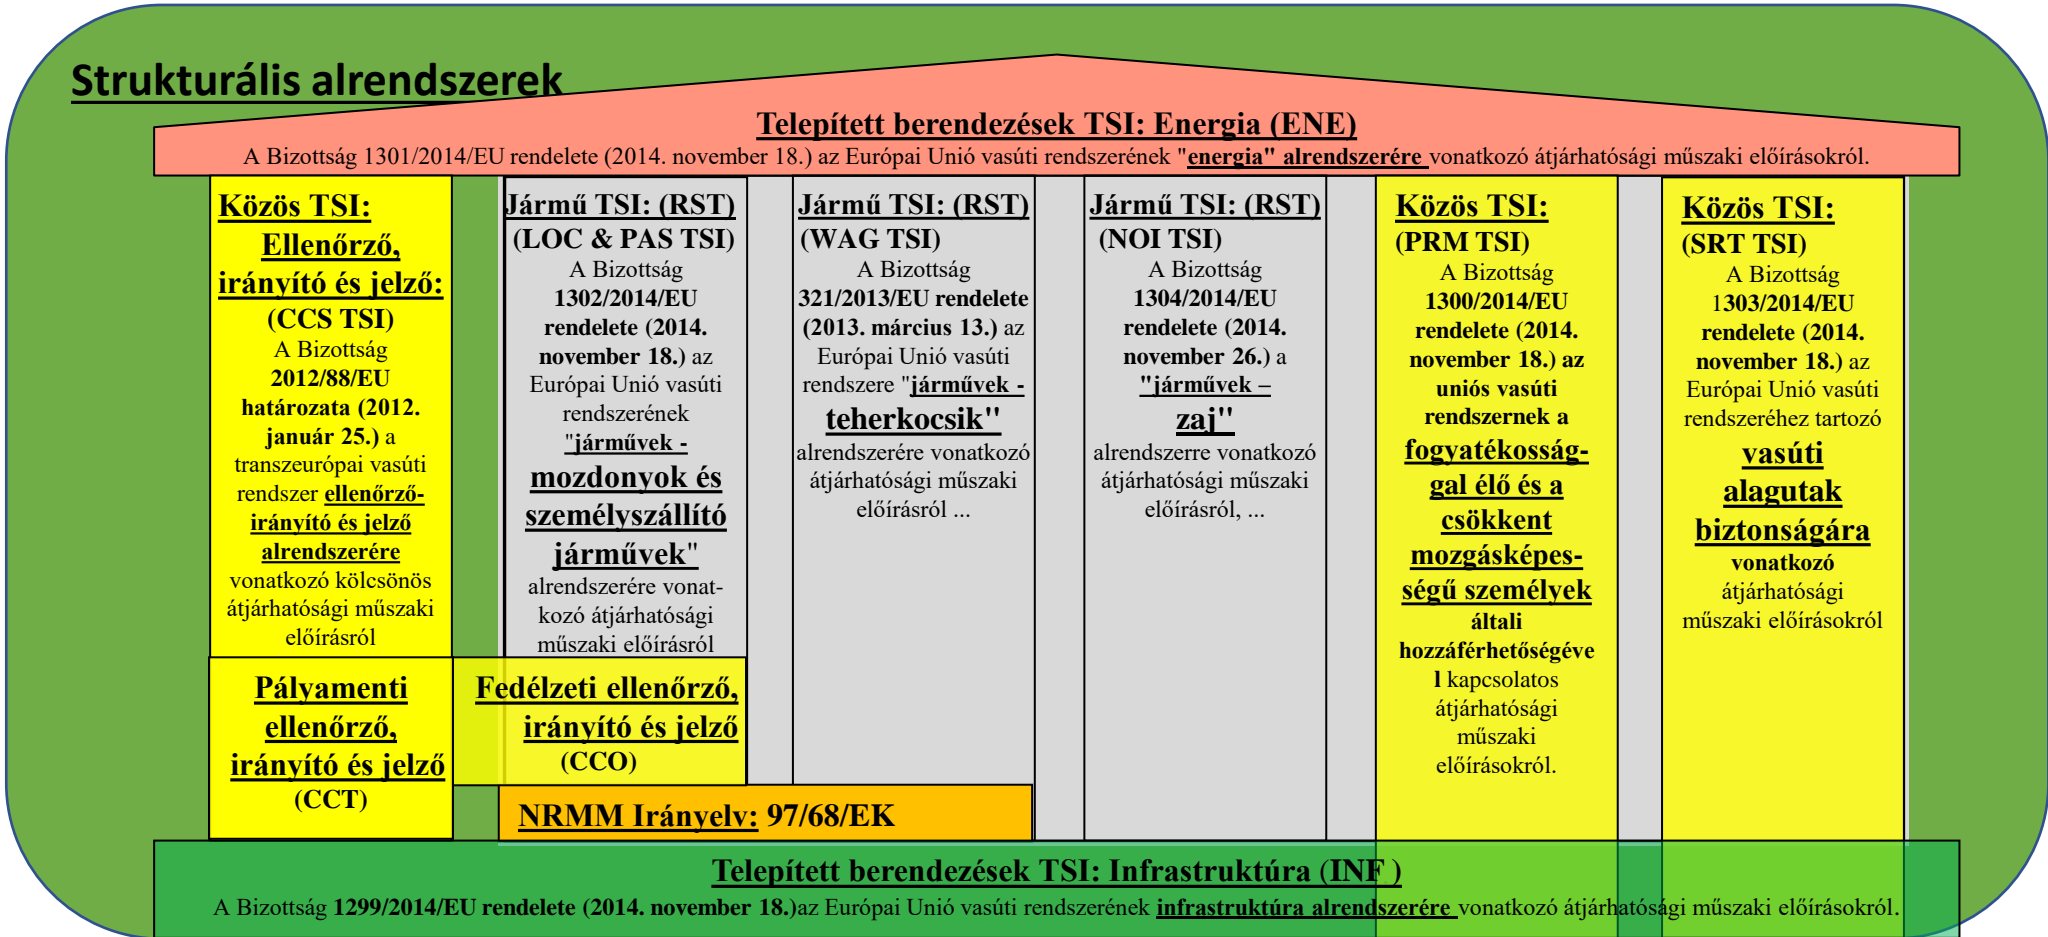 Strukturális alrendszerek
Telepített berendezések TSI: Energia (ENE)
A Bizottság 1301/2014/EU rendelete (2014. november 18.) az Európai Unió vasúti rendszerének "energia" alrendszerére vonatkozó átjárhatósági műszaki előírásokról.
Közös TSI:
Ellenőrző,
irányító és jelző:
(CCS TSI)
A Bizottság
2012/88/EU
határozata (2012.
január 25.) a
transzeurópai vasúti
rendszer ellenőrző-
irányító és jelző
alrendszerére
vonatkozó kölcsönös
átjárhatósági műszaki
előírásról
Pályamenti
ellenőrző,
irányító és jelző
(CCT)
Jármű TSI: (RST)
(LOC & PAS TSI)
A Bizottság
1302/2014/EU
rendelete (2014.
november 18.) az
Európai Unió vasúti
rendszerének
"járművek -
mozdonyok és
személyszállító
járművek"
alrendszerére vonat-
kozó átjárhatósági
műszaki előírásról
Fedélzeti ellenőrző,
irányító és jelző
(CCO)
Jármű TSI: (RST)
(WAG TSI)
A Bizottság
321/2013/EU rendelete
(2013. március 13.) az
Európai Unió vasúti
rendszere "járművek -
teherkocsik"
alrendszerére vonatkozó
átjárhatósági műszaki
előírásról ...
NRMM Irányelv: 97/68/EK
Jármű TSI: (RST)
(NOI TSI)
A Bizottság
1304/2014/EU
rendelete (2014.
november 26.) a
"járművek –
zaj"
alrendszerre vonatkozó
átjárhatósági műszaki
előírásról, ...
Közös TSI:
(PRM TSI)
A Bizottság
1300/2014/EU
rendelete (2014.
november 18.) az
uniós vasúti
rendszernek a
fogyatékosság-
gal élő és a
csökkent
mozgásképes-
ségű személyek
általi
hozzáférhetőségéve
l kapcsolatos
átjárhatósági
műszaki
előírásokról.
Közös TSI:
(SRT TSI)
A Bizottság
1303/2014/EU
rendelete (2014.
november 18.) az
Európai Unió vasúti
rendszeréhez tartozó
vasúti
alagutak
biztonságára
vonatkozó
átjárhatósági
műszaki előírásokról
Telepített berendezések TSI: Infrastruktúra (INF )
A Bizottság 1299/2014/EU rendelete (2014. november 18.)az Európai Unió vasúti rendszerének infrastruktúra alrendszerére vonatkozó átjárhatósági műszaki előírásokról.